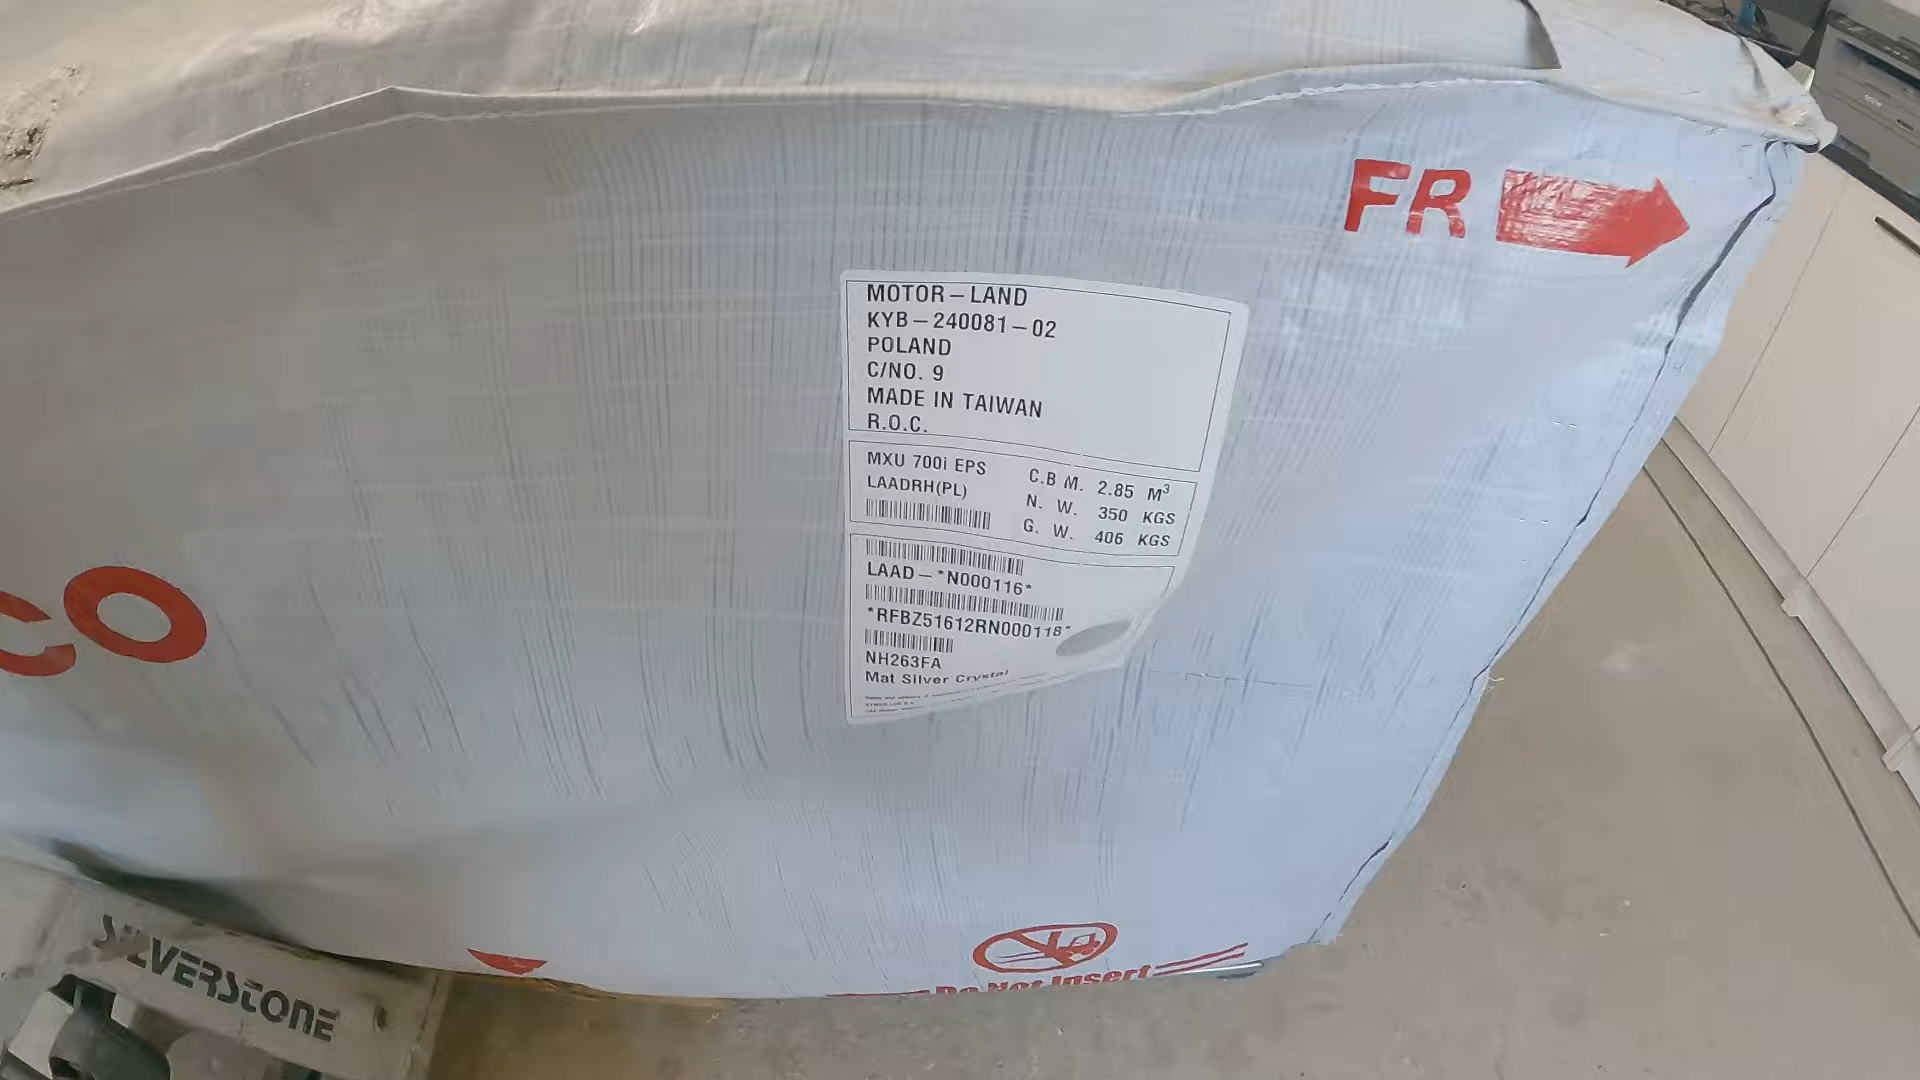 FR
MOTOR – LAND
KYB – 240081 – 02
POLAND
C/NO. 9
MADE IN TAIWAN
R.O.C.
MXU 700i EPS
LAADRH(PL)
C.B M. 2.85 M³
N. W. 350 KGS
G. W. 406 KGS
LAAD – *N000116*
*RFBZ51612RN000118*
NH263FA
Mat Silver Crystal
CO
SILVERSTONE
Do Not Insert